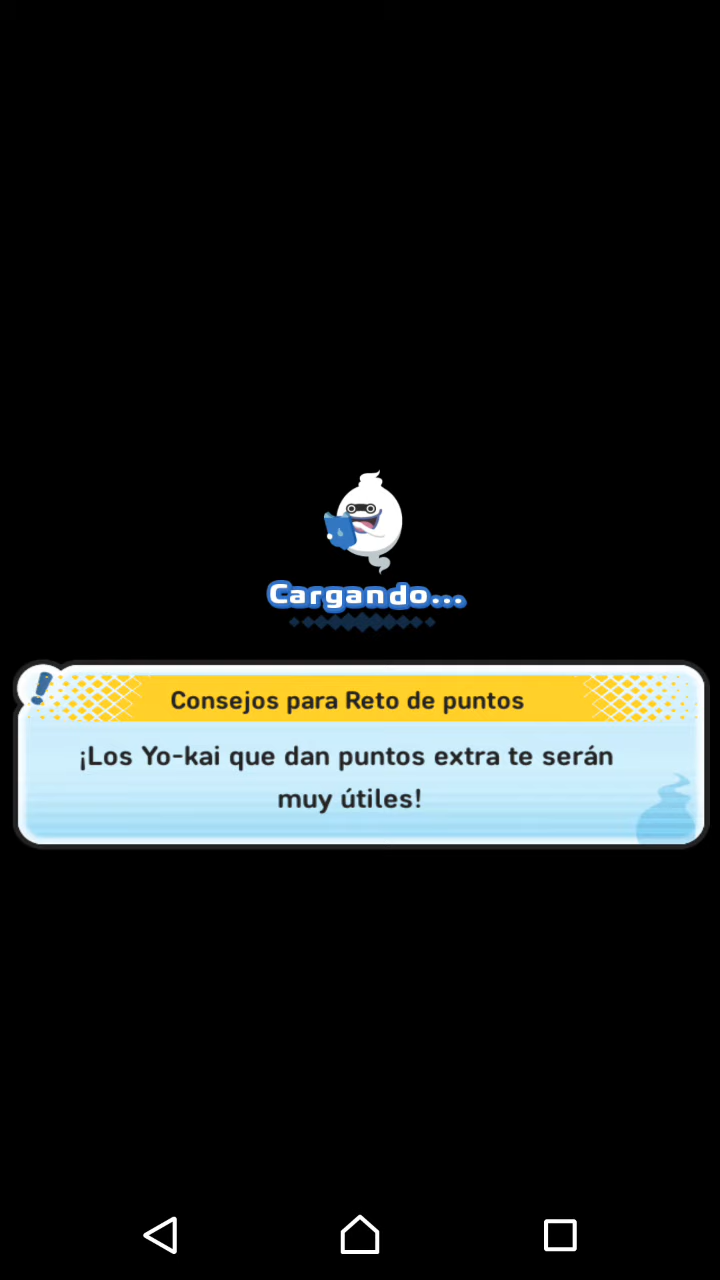 Cargando...
Consejos para Reto de puntos
¡Los Yo-kai que dan puntos extra te serán
muy útiles!